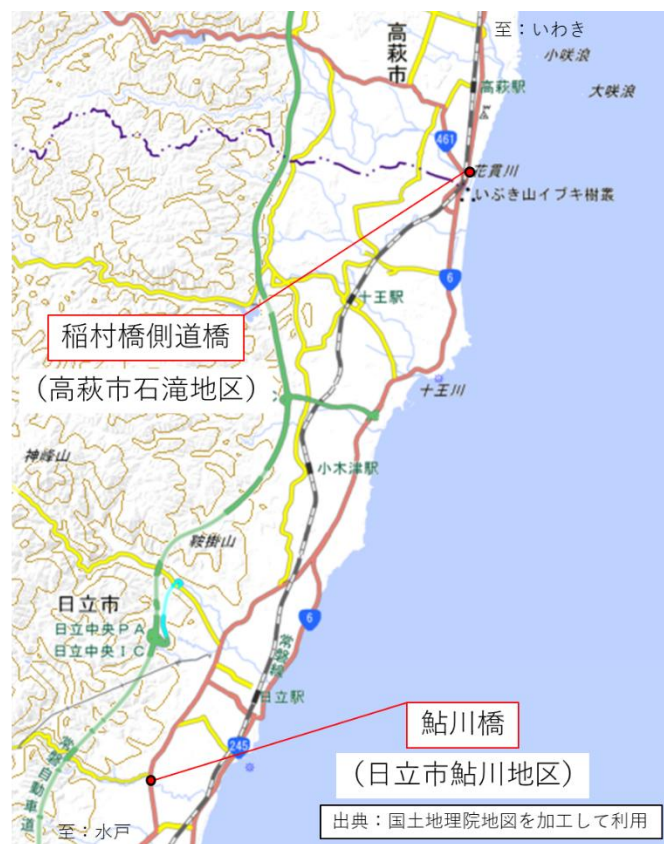 至：いわき
高萩市
小咲浪
大咲浪
高萩駅
461
花貫川
いぶき山イブキ樹叢
6
十王駅
稲村橋側道橋
（高萩市石滝地区）
十王川
神峰山
小木津駅
鞍掛山
日立市
日立中央ＰＡ
日立中央ＩＣ
6
常磐線
日立駅
鮎川橋
245
（日立市鮎川地区）
常磐自動車道
至：水戸
出典：国土地理院地図を加工して利用